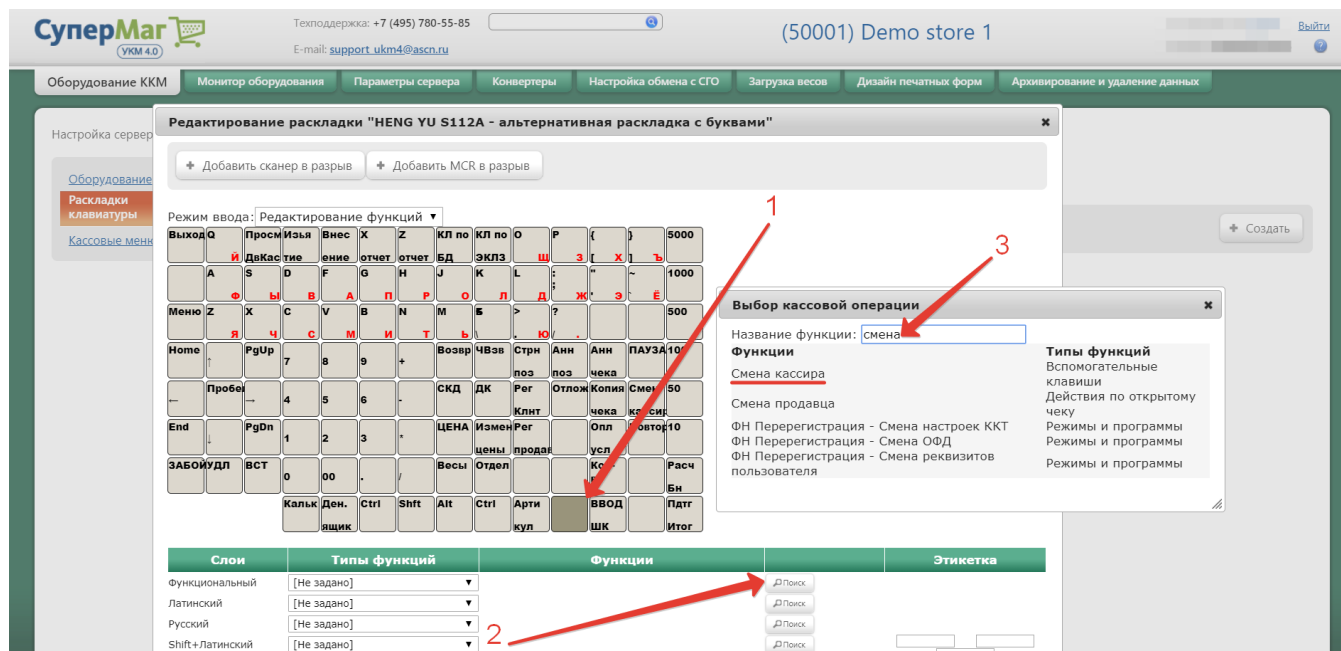 СуперМаг
(УКМ 4.0)
Техподдержка: +7 (495) 780-55-85
E-mail: support_ukm4@ascn.ru
(50001) Demo store 1
Выйти
?
Оборудование ККМ
Монитор оборудования
Параметры сервера
Конвертеры
Настройка обмена с СГО
Загрузка весов
Дизайн печатных форм
Архивирование и удаление данных
Настройка сервер
Оборудование
Раскладки
клавиатуры
Кассовые меню
+ Создать
Редактирование раскладки "HENG YU S112A - альтернативная раскладка с буквами"
+ Добавить сканер в разрыв
+ Добавить MCR в разрыв
Режим ввода: Редактирование функций
Выход Q Просм Изья Внес X Z КЛ по КЛ по O P { } 5000
Й ДвКас тие ение отчет отчет БД ЭКЛЗ Щ З [ Х ] Ъ
A S D F G H J K L : " ~ 1000
Ф Ы В А П Р О Л Д ; Ж ' Э ` Ё
Меню Z X C V B N M Б > ? 500
Я Ч С М И Т Ь \ . Ю / .
Home PgUp Возвр ЧВзв Стрн Анн Анн ПАУЗА 100
↑ 7 8 9 + поз поз чека
Пробел СКД ДК Рег Отлож Копия Смен 50
← → 4 5 6 - Клнт чека кассир
End PgDn ЦЕНА Измен Рег Опл Повтор 10
↓ 1 2 3 * цены продав усл
ЗАБОЙ УДЛ ВСТ Весы Отдел Ко Расч
0 00 . / Бн
Кальк Ден. Ctrl Shft Alt Ctrl Арти ВВОД Пдтг
ящик кул ШК Итог
1
2
3
Выбор кассовой операции
Название функции: смена
Функции Типы функций
Смена кассира Вспомогательные
клавиши
Смена продавца Действия по открытому
чеку
ФН Перерегистрация - Смена настроек ККТ Режимы и программы
ФН Перерегистрация - Смена ОФД Режимы и программы
ФН Перерегистрация - Смена реквизитов
пользователя Режимы и программы
Слои Типы функций Функции Этикетка
Функциональный [Не задано] Поиск
Латинский [Не задано] Поиск
Русский [Не задано] Поиск
Shift+Латинский [Не задано] Поиск